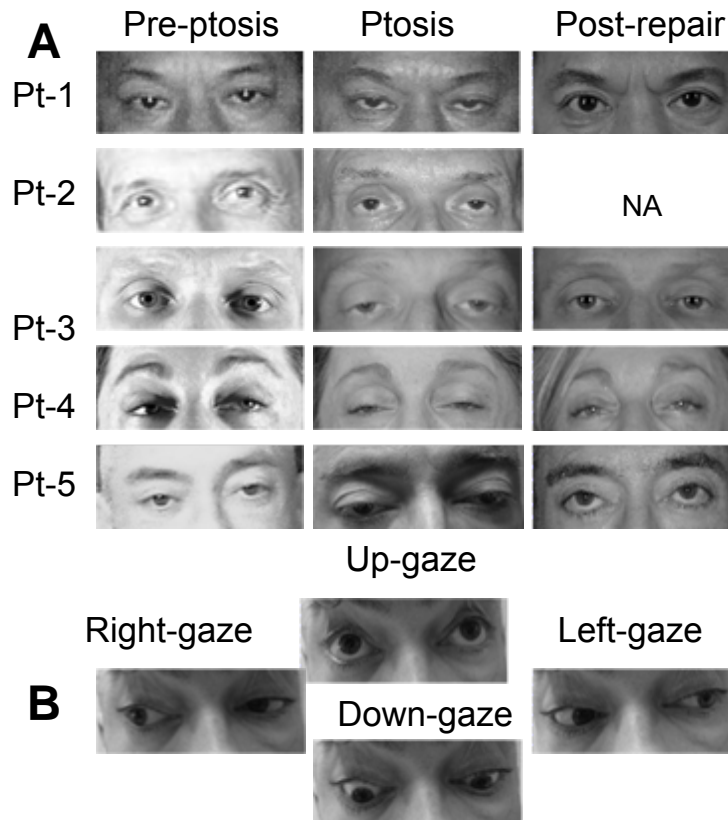 A
Pre-ptosis Ptosis Post-repair
Pt-1
Pt-2
NA
Pt-3
Pt-4
Pt-5
Up-gaze
Right-gaze
Left-gaze
B
Down-gaze